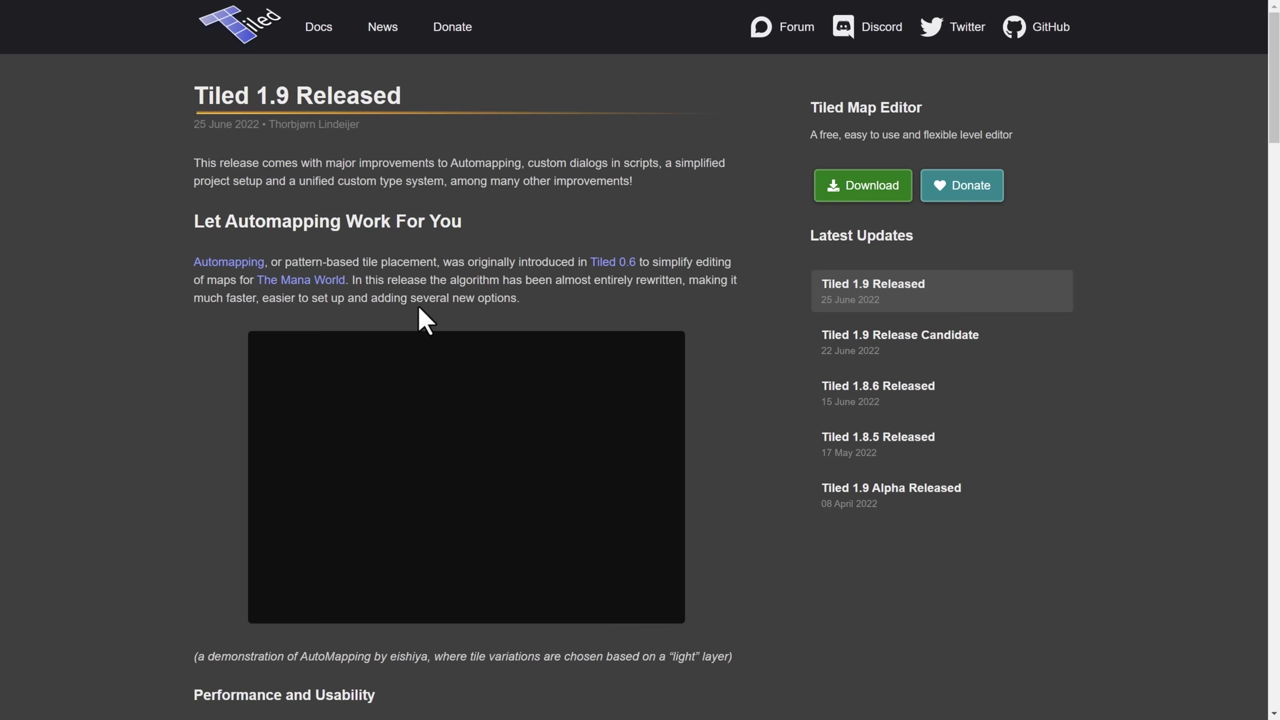 Tiled
Docs
News
Donate
Forum
Discord
Twitter
GitHub
Tiled 1.9 Released
25 June 2022 • Thorbjørn Lindeijer
This release comes with major improvements to Automapping, custom dialogs in scripts, a simplified
project setup and a unified custom type system, among many other improvements!
Let Automapping Work For You
Automapping, or pattern-based tile placement, was originally introduced in Tiled 0.6 to simplify editing
of maps for The Mana World. In this release the algorithm has been almost entirely rewritten, making it
much faster, easier to set up and adding several new options.
(a demonstration of AutoMapping by eishiya, where tile variations are chosen based on a “light” layer)
Performance and Usability
Tiled Map Editor
A free, easy to use and flexible level editor
Download
Donate
Latest Updates
Tiled 1.9 Released
25 June 2022
Tiled 1.9 Release Candidate
22 June 2022
Tiled 1.8.6 Released
15 June 2022
Tiled 1.8.5 Released
17 May 2022
Tiled 1.9 Alpha Released
08 April 2022